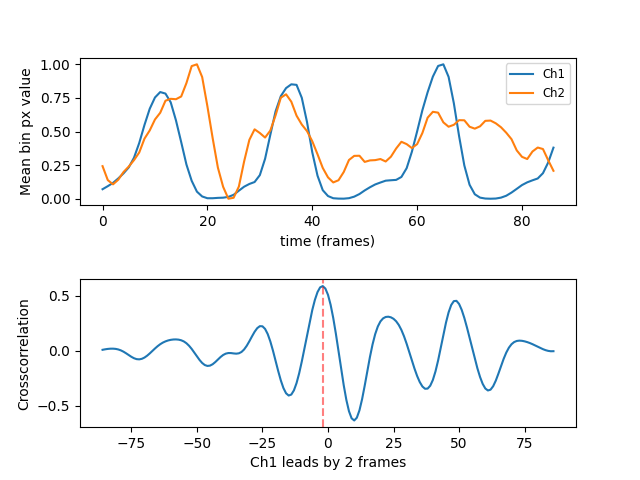 1.00
0.75
0.50
0.25
0.00
Mean bin px value
Ch1
Ch2
0 20 40 60 80
time (frames)
0.5
0.0
−0.5
Crosscorrelation
−75 −50 −25 0 25 50 75
Ch1 leads by 2 frames